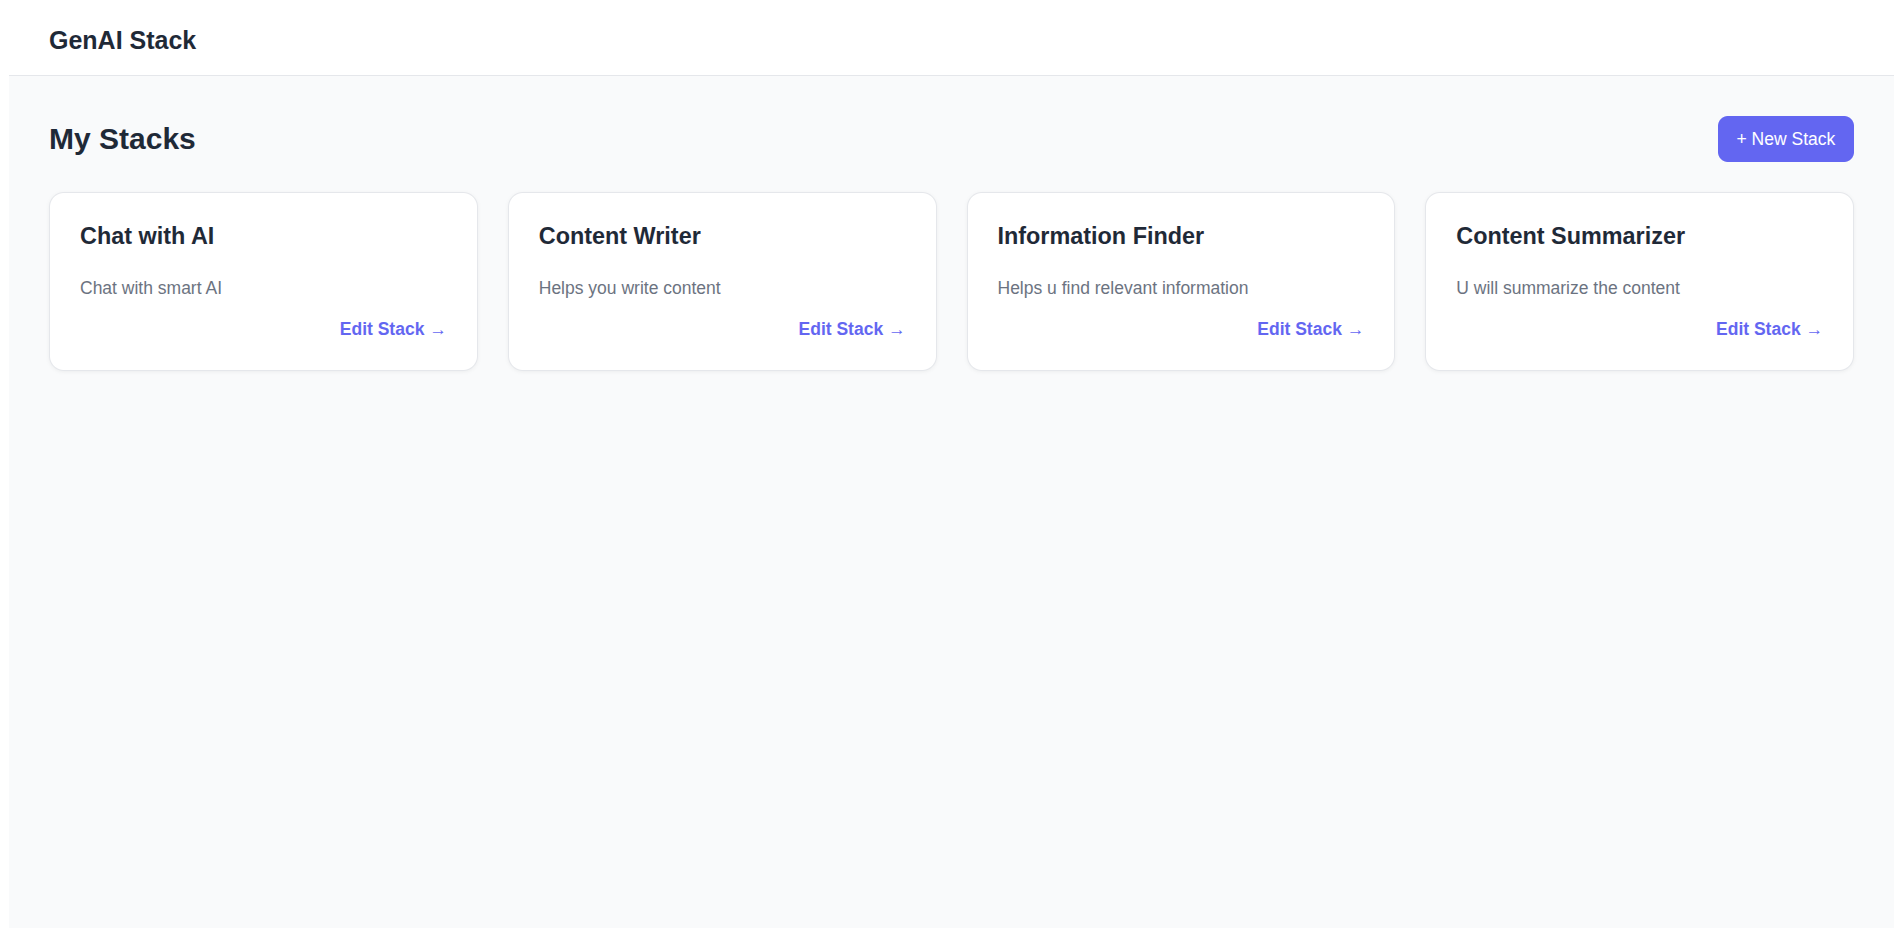 GenAI Stack
My Stacks
+ New Stack
Chat with AI
Chat with smart AI
Edit Stack →
Content Writer
Helps you write content
Edit Stack →
Information Finder
Helps u find relevant information
Edit Stack →
Content Summarizer
U will summarize the content
Edit Stack →